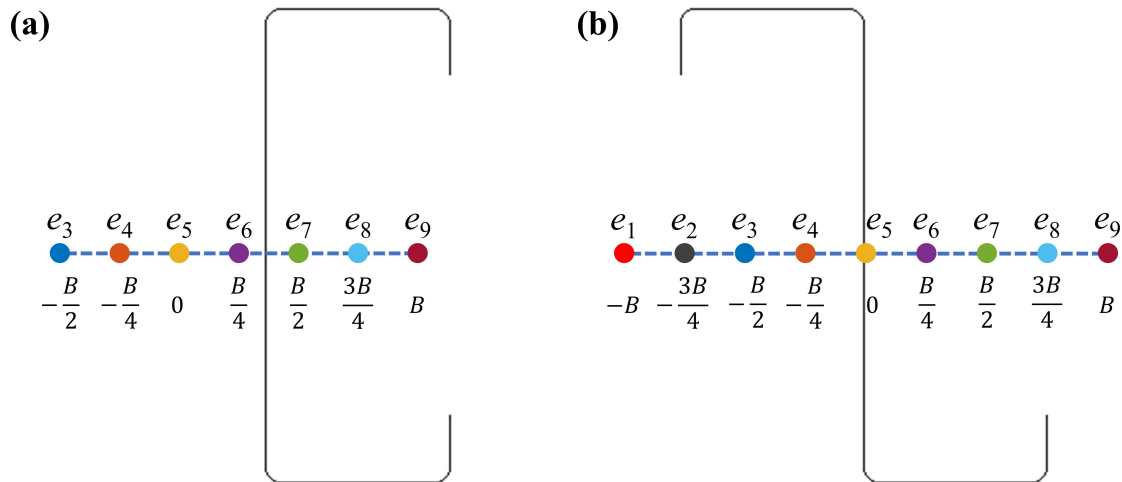 (a)
(b)
e₃ e₄ e₅ e₆ e₇ e₈ e₉
-B/2 -B/4 0 B/4 B/2 3B/4 B
e₁ e₂ e₃ e₄ e₅ e₆ e₇ e₈ e₉
-B -3B/4 -B/2 -B/4 0 B/4 B/2 3B/4 B